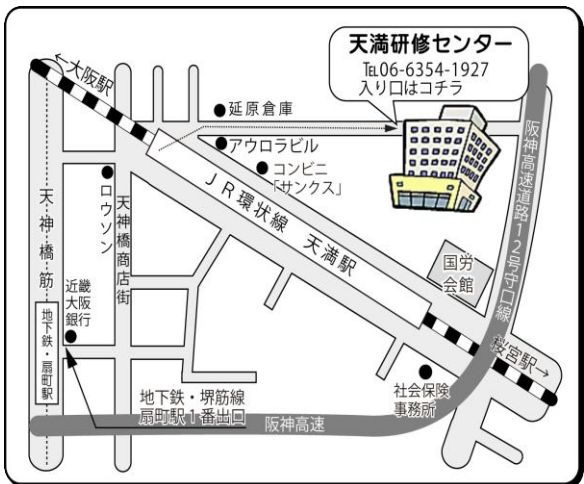 天満研修センター
℡06-6354-1927
入り口はコチラ
←大阪駅
延原倉庫
アウロラビル
コンビニ
「サンクス」
阪神高速道路12号守口線
JR環状線 天満駅
ロウソン
天神橋商店街
天神橋筋
国労
会館
近畿
大阪
銀行
地下鉄・扇町駅
桜宮駅→
社会保険
事務所
地下鉄・堺筋線
扇町駅1番出口
阪神高速